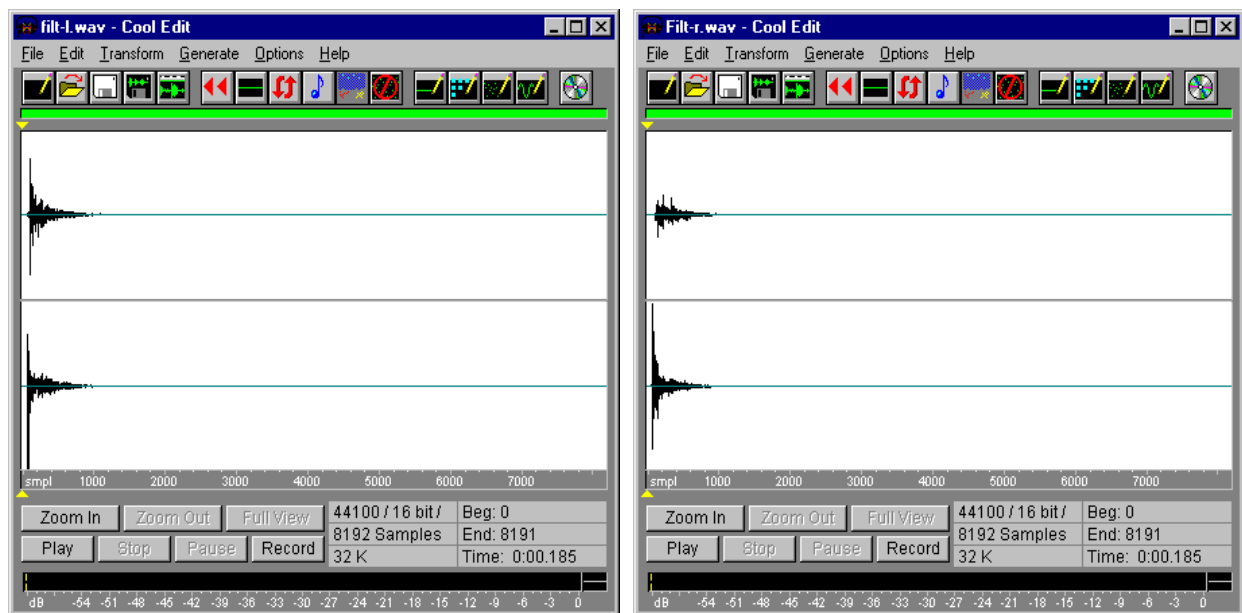 filt-l.wav - Cool Edit
File Edit Transform Generate Options Help
smpl 1000 2000 3000 4000 5000 6000 7000
Zoom In Zoom Out Full View
Play Stop Pause Record
44100 / 16 bit /
8192 Samples
32 K
Beg: 0
End: 8191
Time: 0:00.185
dB -54 -51 -48 -45 -42 -39 -36 -33 -30 -27 -24 -21 -18 -15 -12 -9 -6 -3 0
Filt-r.wav - Cool Edit
File Edit Transform Generate Options Help
smpl 1000 2000 3000 4000 5000 6000 7000
Zoom In Zoom Out Full View
Play Stop Pause Record
44100 / 16 bit /
8192 Samples
32 K
Beg: 0
End: 8191
Time: 0:00.185
dB -54 -51 -48 -45 -42 -39 -36 -33 -30 -27 -24 -21 -18 -15 -12 -9 -6 -3 0